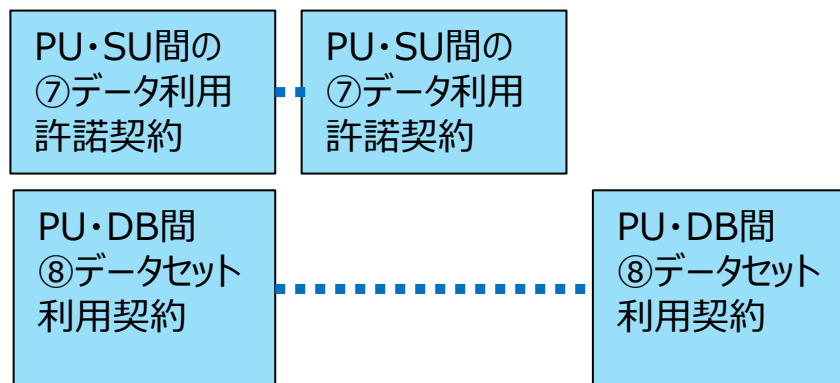 PU・SU間の
⑦データ利用
許諾契約
PU・SU間の
⑦データ利用
許諾契約
PU・DB間
⑧データセット
利用契約
PU・DB間
⑧データセット
利用契約